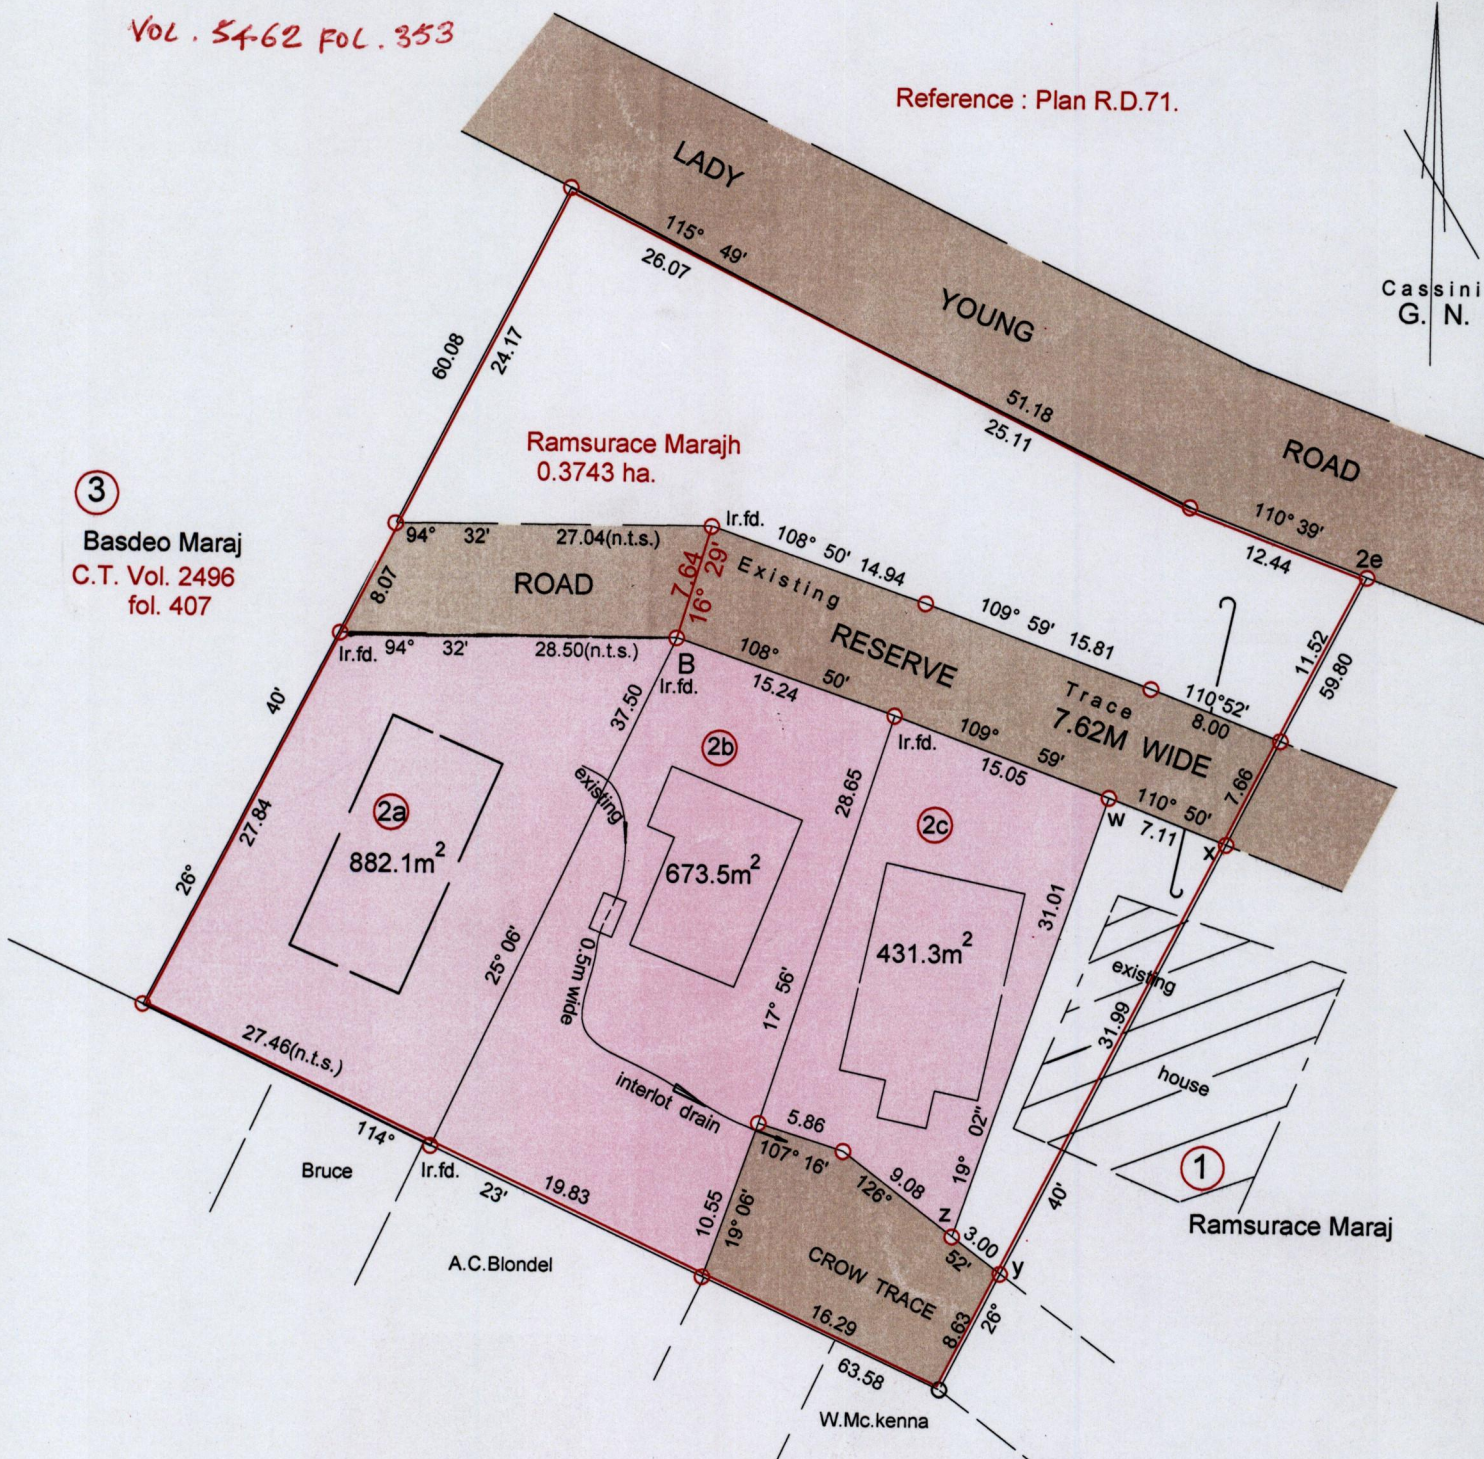 VOL. 5462 FOL. 353
Reference : Plan R.D.71.
LADY
YOUNG
ROAD
Cassini
G. N.
115° 49'
26.07
51.18
25.11
110° 39'
12.44
2e
60.08
24.17
Ramsurace Marajh
0.3743 ha.
3
Basdeo Maraj
C.T. Vol. 2496
fol. 407
94° 32' 27.04(n.t.s.)
Ir.fd.
108° 50' 14.94
109° 59' 15.81
110°52'
8.00
11.52
59.80
8.07
ROAD
7.64
16° 29'
Existing
RESERVE
Trace
7.62M WIDE
7.66
Ir.fd. 94° 32' 28.50(n.t.s.)
B
Ir.fd.
108° 50'
15.24
Ir.fd.
109° 59'
15.05
w
110° 50'
7.11
x
40'
27.84
26°
37.50
25° 06'
2a
882.1m2
2b
673.5m2
28.65
17° 56'
2c
431.3m2
31.01
19° 02"
existing
0.5m wide
interlot drain
existing
house
31.99
40'
1
Ramsurace Maraj
27.46(n.t.s.)
114° 23'
Bruce
Ir.fd.
19.83
A.C.Blondel
5.86
107° 16'
9.08
126° 52'
z
3.00
y
10.55
19° 06'
CROW TRACE
8.63
26°
16.29
63.58
W.Mc.kenna